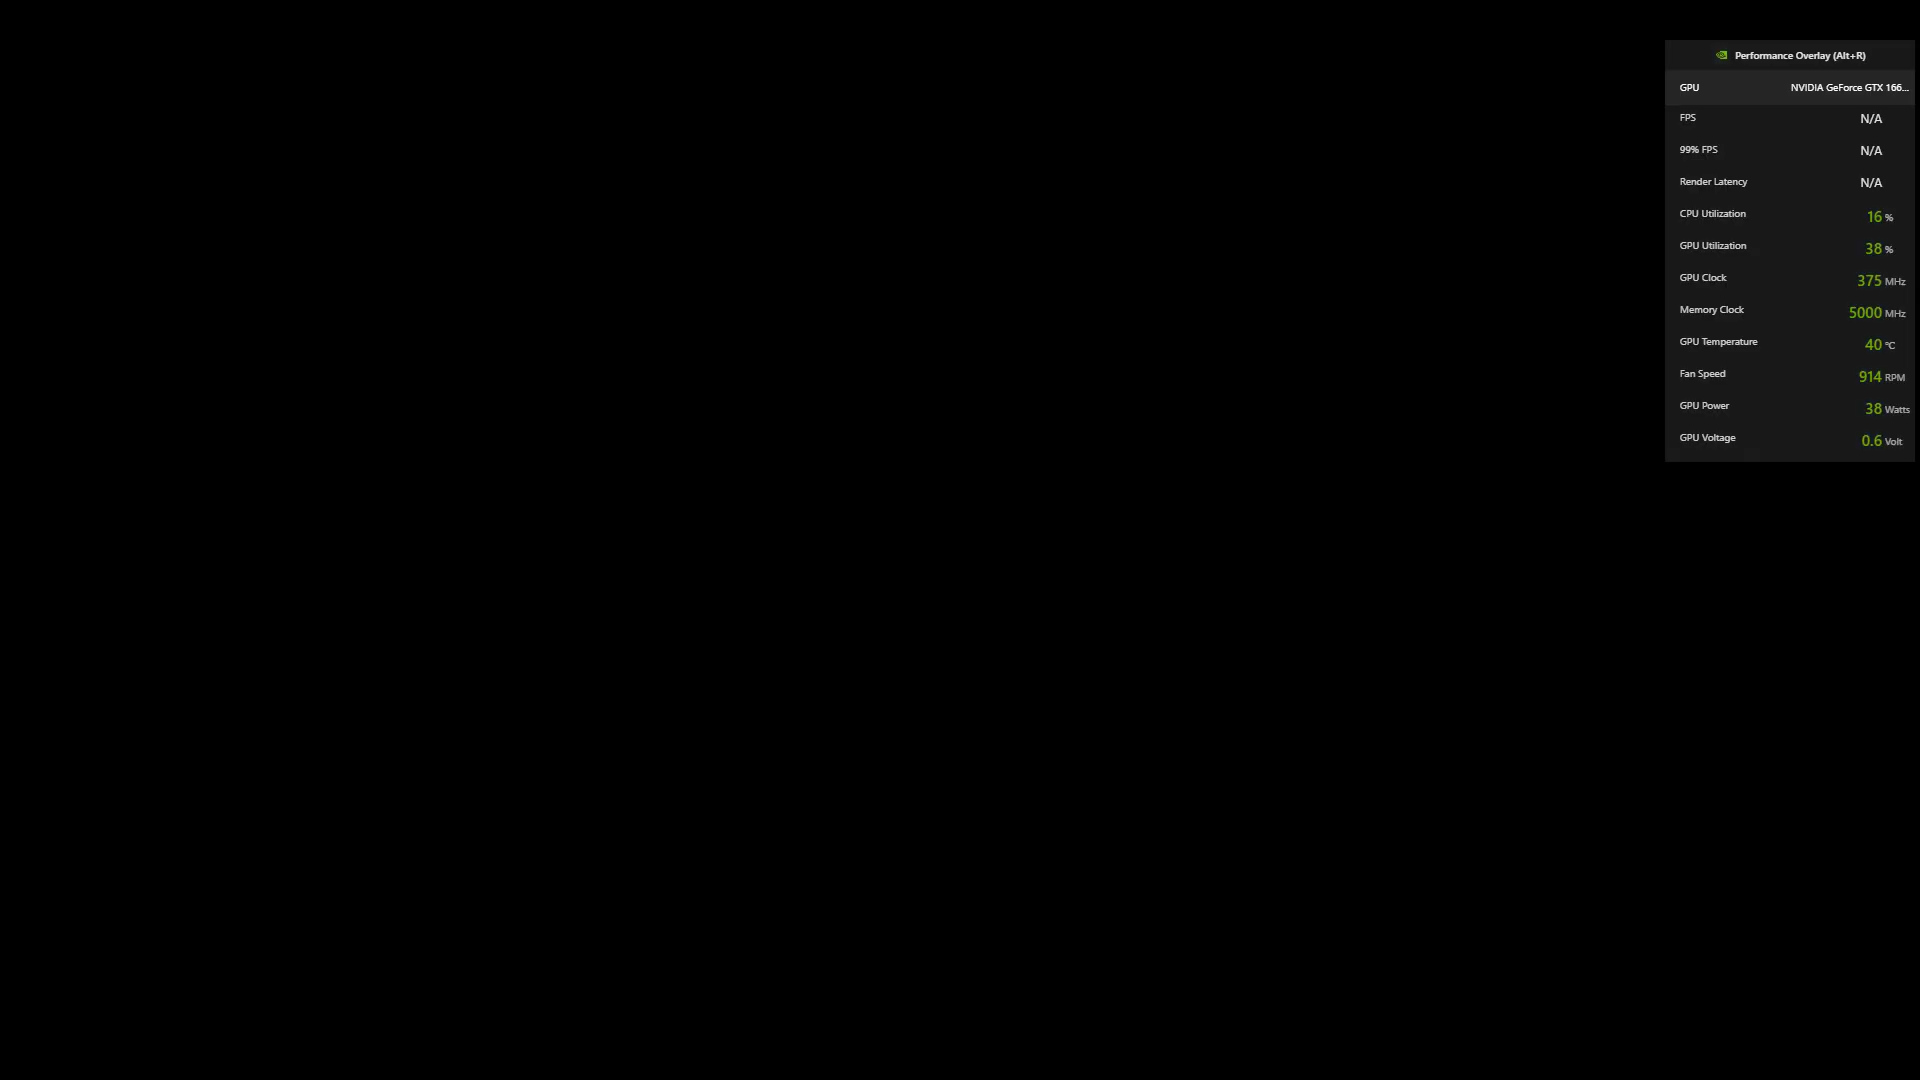 Performance Overlay (Alt+R)
GPU NVIDIA GeForce GTX 166...
FPS N/A
99% FPS N/A
Render Latency N/A
CPU Utilization 16 %
GPU Utilization 38 %
GPU Clock 375 MHz
Memory Clock 5000 MHz
GPU Temperature 40 °C
Fan Speed 914 RPM
GPU Power 38 Watts
GPU Voltage 0.6 Volt